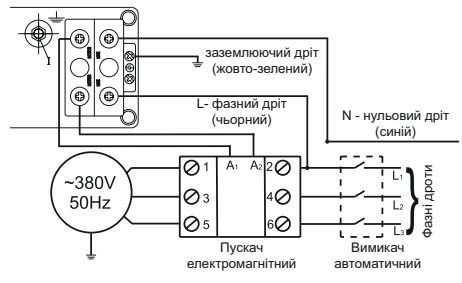 I
заземлюючий дріт
(жовто-зелений)
L- фазний дріт
(чьорний)
N - нульовий дріт
(синій)
~380V
50Hz
1 A1 A2 2 L1
3 4 L2
5 6 L3
Фазні дроти
Пускач
електромагнітний
Вимикач
автоматичний